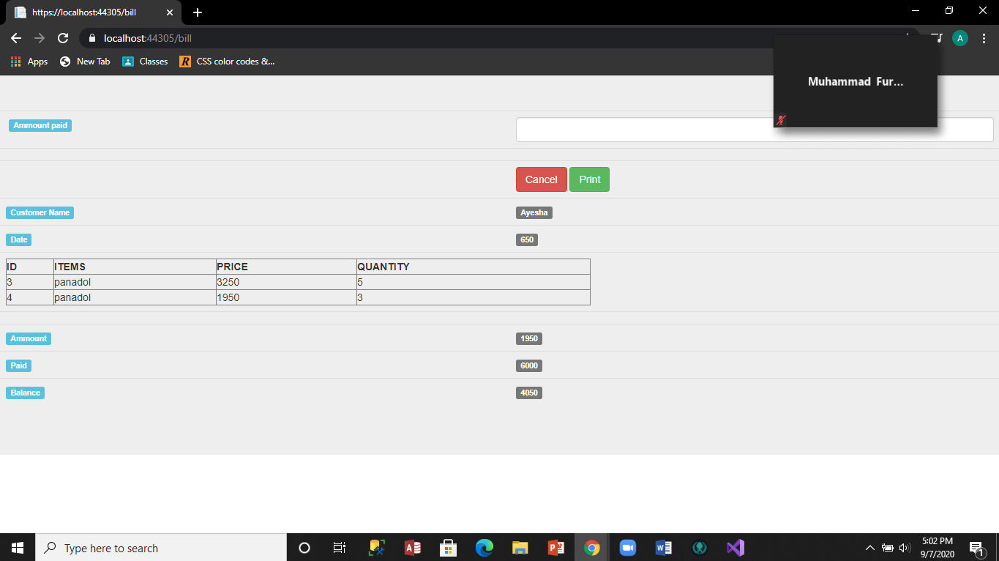 https://localhost:44305/bill
localhost:44305/bill
A
Apps New Tab Classes R CSS color codes &...
Muhammad Fur...
Ammount paid
Cancel Print
Customer Name Ayesha
Date 650
ID ITEMS PRICE QUANTITY
3 panadol 3250 5
4 panadol 1950 3
Ammount 1950
Paid 6000
Balance 4050
Type here to search
5:02 PM
9/7/2020
1